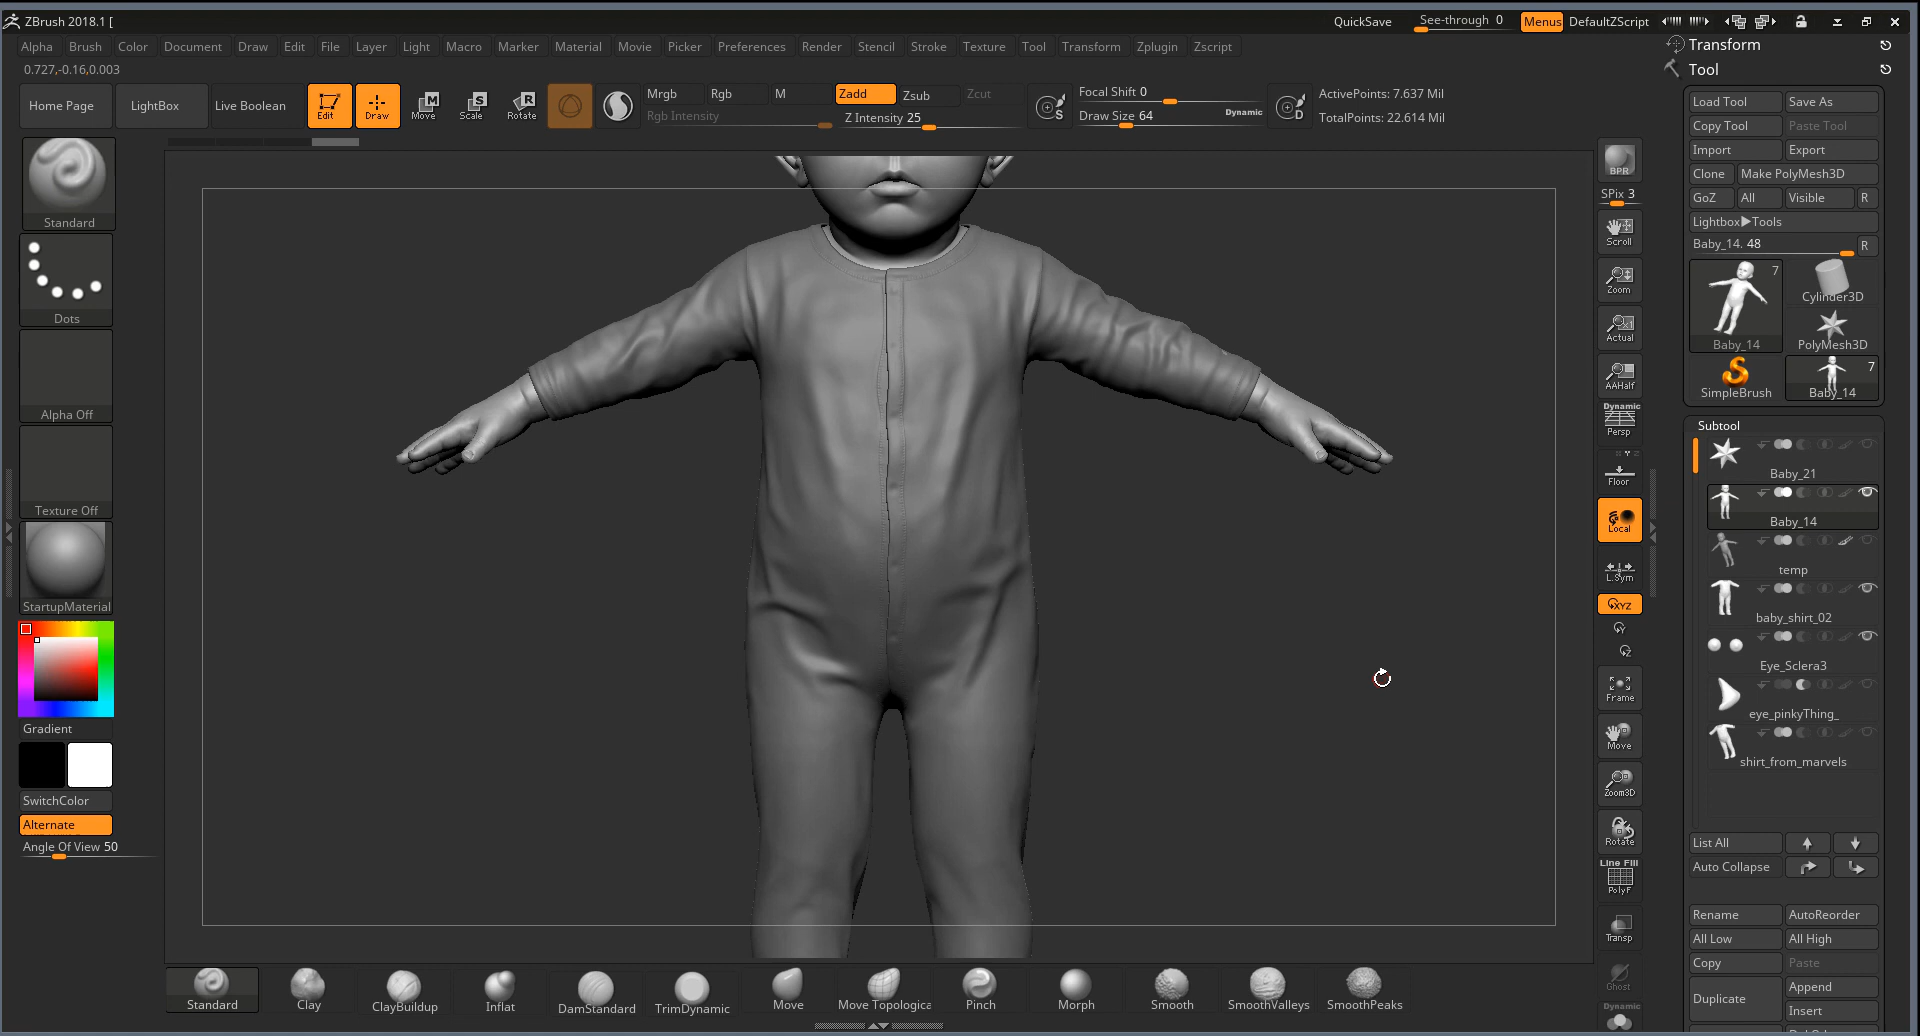 ZBrush 2018.1 [
QuickSave
See-through 0
Menus
DefaultZScript
Alpha Brush Color Document Draw Edit File Layer Light Macro Marker Material Movie Picker Preferences Render Stencil Stroke Texture Tool Transform Zplugin Zscript
0.727,-0.16,0.003
Home Page
LightBox
Live Boolean
Edit
Draw
Move
Scale
Rotate
Mrgb
Rgb
M
Zadd
Zsub
Zcut
Rgb Intensity
Z Intensity 25
Focal Shift 0
Draw Size 64
Dynamic
ActivePoints: 7.637 Mil
TotalPoints: 22.614 Mil
Standard
Dots
Alpha Off
Texture Off
StartupMaterial
Gradient
SwitchColor
Alternate
Angle Of View 50
BPR
SPix 3
Scroll
Zoom
Actual
AAHalf
Dynamic
Persp
Floor
Local
L.Sym
XYZ
Y
Z
Frame
Move
Zoom3D
Rotate
Line Fill
PolyF
Transp
Ghost
Dynamic
Transform
Tool
Load Tool
Save As
Copy Tool
Paste Tool
Import
Export
Clone
Make PolyMesh3D
GoZ
All
Visible
R
Lightbox▶Tools
Baby_14. 48
R
7
Baby_14
Cylinder3D
PolyMesh3D
SimpleBrush
7
Baby_14
Subtool
Baby_21
Baby_14
temp
baby_shirt_02
Eye_Sclera3
eye_pinkyThing_
shirt_from_marvels
List All
Auto Collapse
Rename
AutoReorder
All Low
All High
Copy
Paste
Duplicate
Append
Insert
Standard
Clay
ClayBuildup
Inflat
DamStandard
TrimDynamic
Move
Move Topologica
Pinch
Morph
Smooth
SmoothValleys
SmoothPeaks